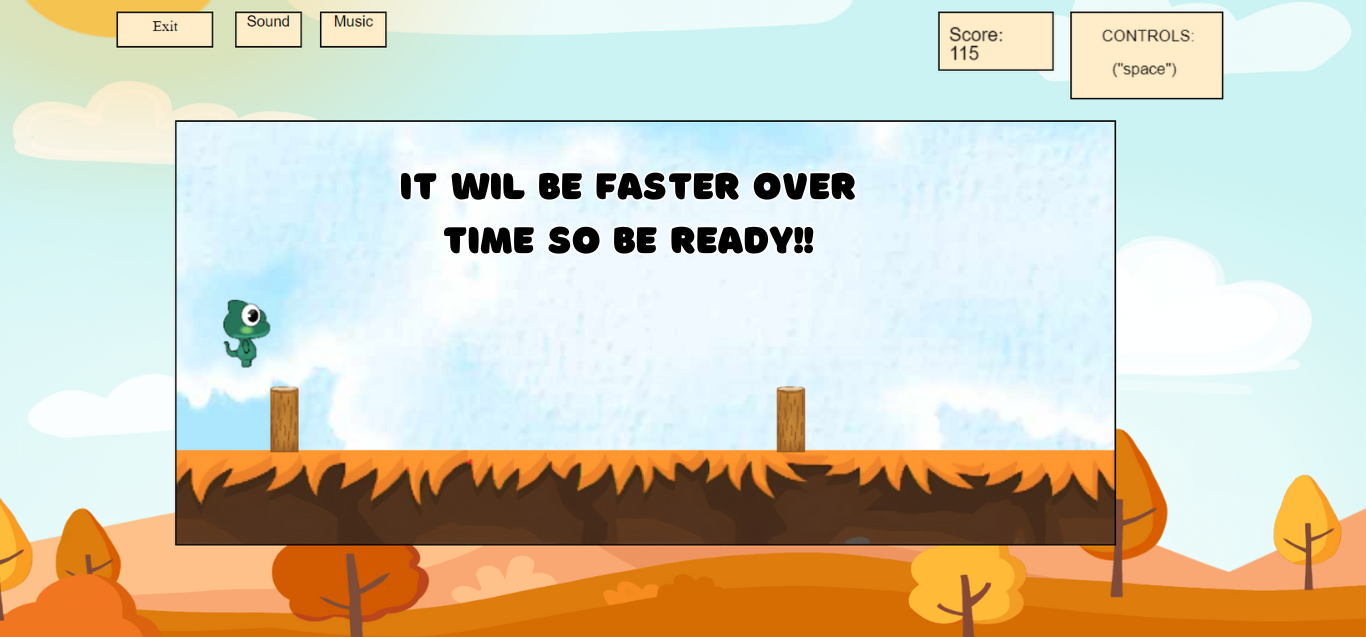 Exit
Sound
Music
Score:
115
CONTROLS:
("space")
IT WIL BE FASTER OVER
TIME SO BE READY!!